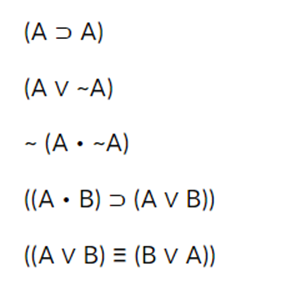 (A ⊃ A)
(A ∨ ~A)
~ (A • ~A)
((A • B) ⊃ (A ∨ B))
((A ∨ B) ≡ (B ∨ A))